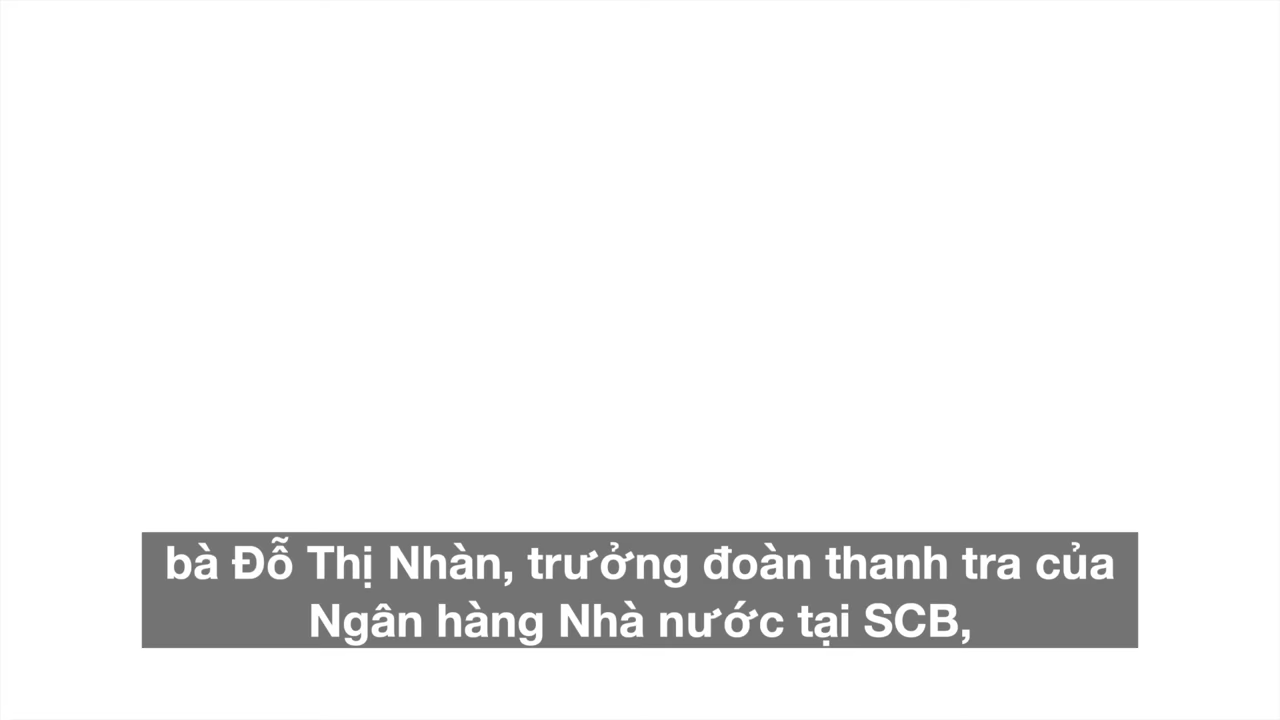 bà Đỗ Thị Nhàn, trưởng đoàn thanh tra của
Ngân hàng Nhà nước tại SCB,